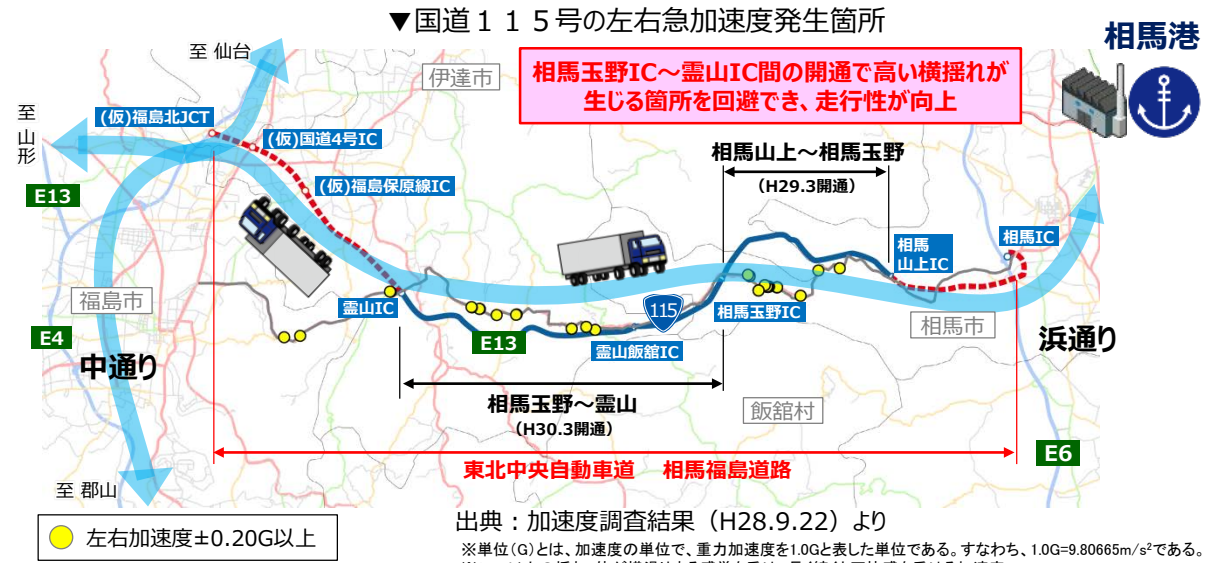 ▼国道１１５号の左右急加速度発生箇所
相馬港
至 仙台
伊達市
相馬玉野IC～霊山IC間の開通で高い横揺れが
生じる箇所を回避でき、走行性が向上
至
山
形
(仮)福島北JCT
(仮)国道4号IC
(仮)福島保原線IC
E13
相馬山上～相馬玉野
（H29.3開通）
相馬
山上IC
相馬IC
福島市
霊山IC
115
相馬玉野IC
相馬市
E4
E13
霊山飯舘IC
浜通り
中通り
相馬玉野～霊山
（H30.3開通）
飯舘村
東北中央自動車道　相馬福島道路
E6
至 郡山
左右加速度±0.20G以上
出典：加速度調査結果（H28.9.22）より
※単位（G）とは、加速度の単位で、重力加速度を1.0Gと表した単位である。すなわち、1.0G=9.80665m/s²である。